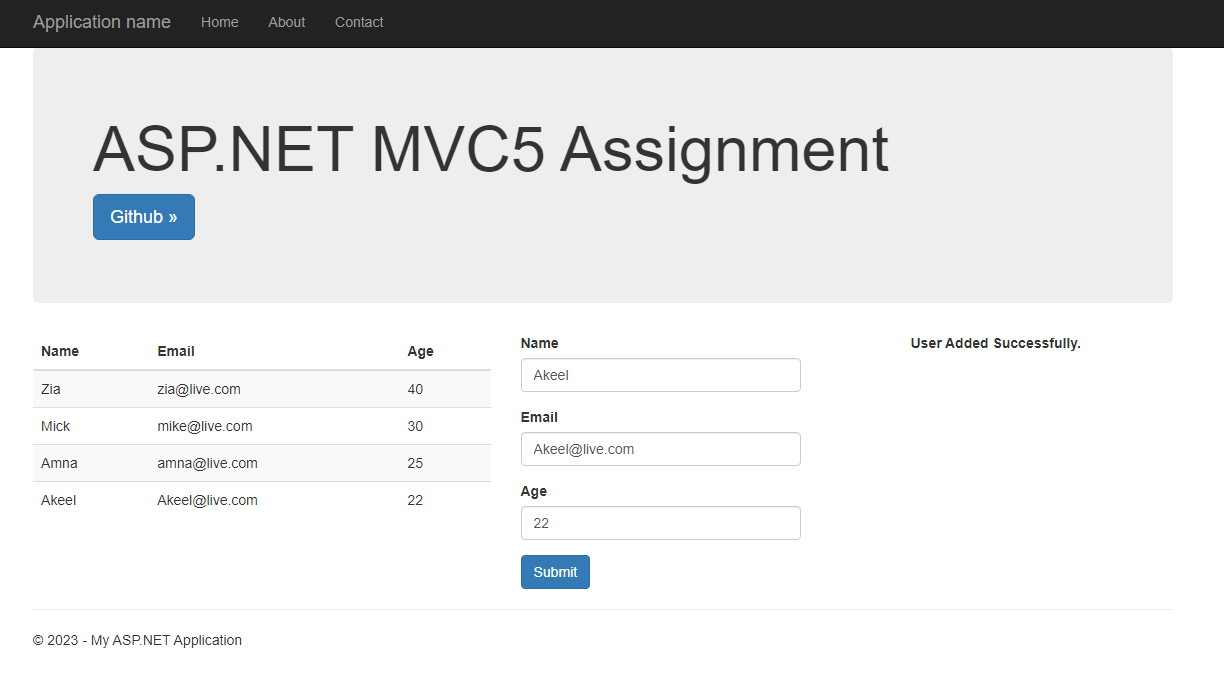 Application name Home About Contact
ASP.NET MVC5 Assignment
Github »
Name Email Age
Zia zia@live.com 40
Mick mike@live.com 30
Amna amna@live.com 25
Akeel Akeel@live.com 22
Name
Akeel
Email
Akeel@live.com
Age
22
Submit
User Added Successfully.
© 2023 - My ASP.NET Application